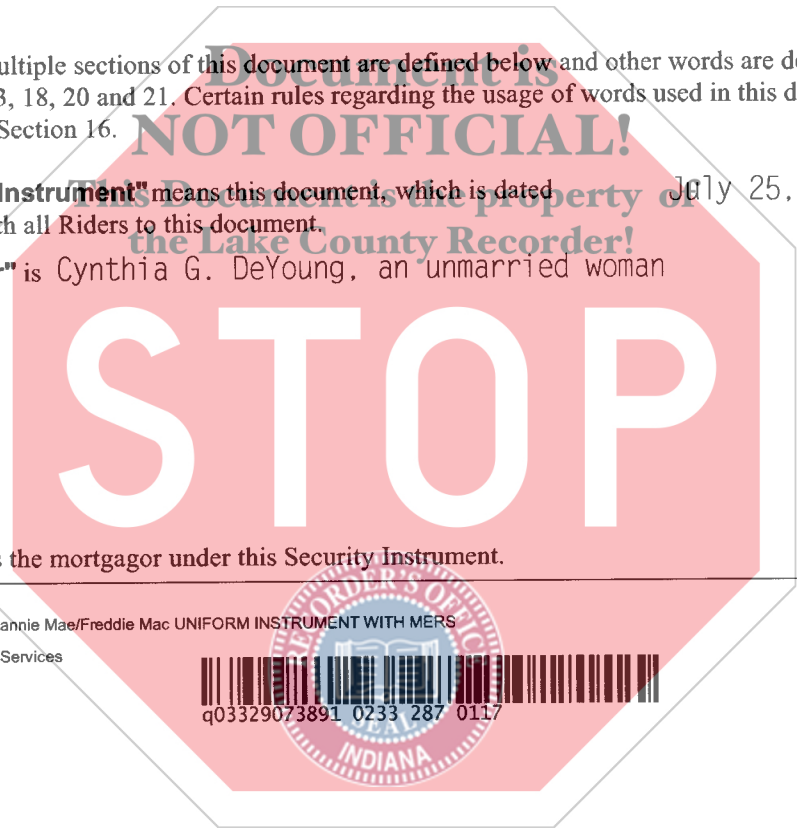 Document is
ultiple sections of this document are defined below and other words are de
3, 18, 20 and 21. Certain rules regarding the usage of words used in this d
NOT OFFICIAL!
Section 16.
Instrument" means this document, which is dated July 25,
This Document is the property of
h all Riders to this document.
the Lake County Recorder!
" is Cynthia G. DeYoung, an unmarried woman
STOP
s the mortgagor under this Security Instrument.
annie Mae/Freddie Mac UNIFORM INSTRUMENT WITH MERS
Services
q03329073891 0233 287 0117
RECORDER'S OFFICE
SEAL
INDIANA